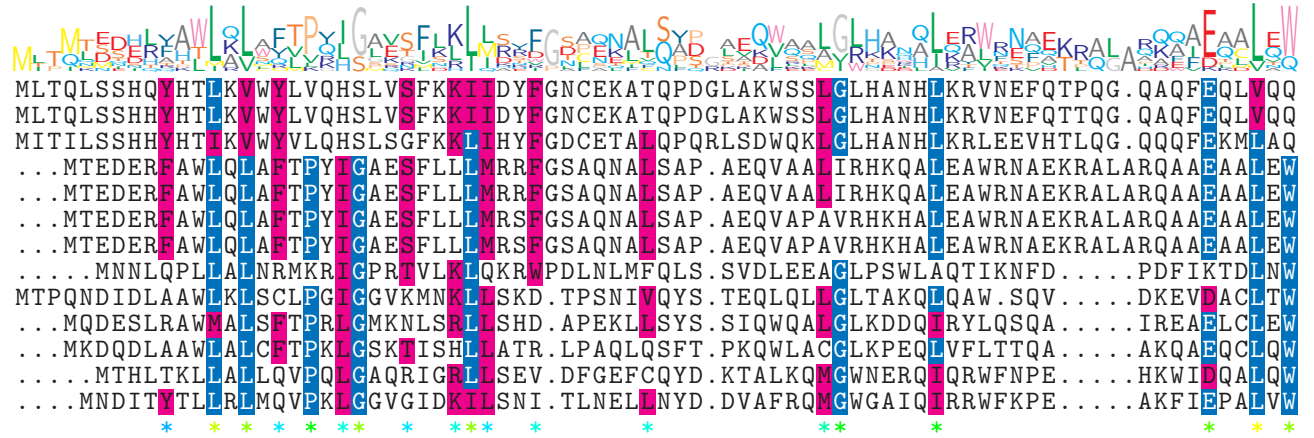 MLTQLSSHQYHTLKVWYLVQHSLVSFKKIIDYFGNCEKATQPDGLAKWSSLGLHANHLKRVNEFQTPQG.QAQFEQLVQQ
MLTQLSSHHYHTLKVWYLVQHSLVSFKKIIDYFGNCEKATQPDGLAKWSSLGLHANHLKRVNEFQTTQG.QAQFEQLVQQ
MITILSSHHYHTIKVWYVLQHSLSGFKKLIHYFGDCETALQPQRLSDWQKLGLHANHLKRLEEVHTLQG.QQQFEKMLAQ
...MTEDERFAWLQLAFTPYIGAESFLLLMRRFGSAQNALSAP.AEQVAALIRHKQALEAWRNAEKRALARQAAEAALEW
...MTEDERFAWLQLAFTPYIGAESFLLLMRRFGSAQNALSAP.AEQVAALIRHKQALEAWRNAEKRALARQAAEAALEW
...MTEDERFAWLQLAFTPYIGAESFLLLMRSFGSAQNALSAP.AEQVAPAVRHKHALEAWRNAEKRALARQAAEAALEW
...MTEDERFAWLQLAFTPYIGAESFLLLMRSFGSAQNALSAP.AEQVAPAVRHKHALEAWRNAEKRALARQAAEAALEW
.....MNNLQPLLALNRMKRIGPRTVLKLQKRWPDLNLMFQLS.SVDLEEAGLPSWLAQTIKNFD.....PDFIKTDLNW
MTPQNDIDLAAWLKLSCLPGIGGVKMNKLLSKD.TPSNIVQYS.TEQLQLLGLTAKQLQAW.SQV.....DKEVDACLTW
...MQDESLRAWMALSFTPRLGMKNLSRLLSHD.APEKLLSYS.SIQWQALGLKDDQIRYLQSQA.....IREAELCLEW
...MKDQDLAAWLALCFTPKLGSKTISHLLATR.LPAQLQSFT.PKQWLACGLKPEQLVFLTTQA.....AKQAEQCLQW
.....MTHLTKLLALLQVPQLGAQRIGRLLSEV.DFGEFCQYD.KTALKQMGWNERQIQRWFNPE.....HKWIDQALQW
....MNDITYTLLRLMQVPKLGGVGIDKILSNI.TLNELLNYD.DVAFRQMGWGAIQIRRWFKPE.....AKFIEPALVW
* * * * * * * * * * * * * * * * * * *